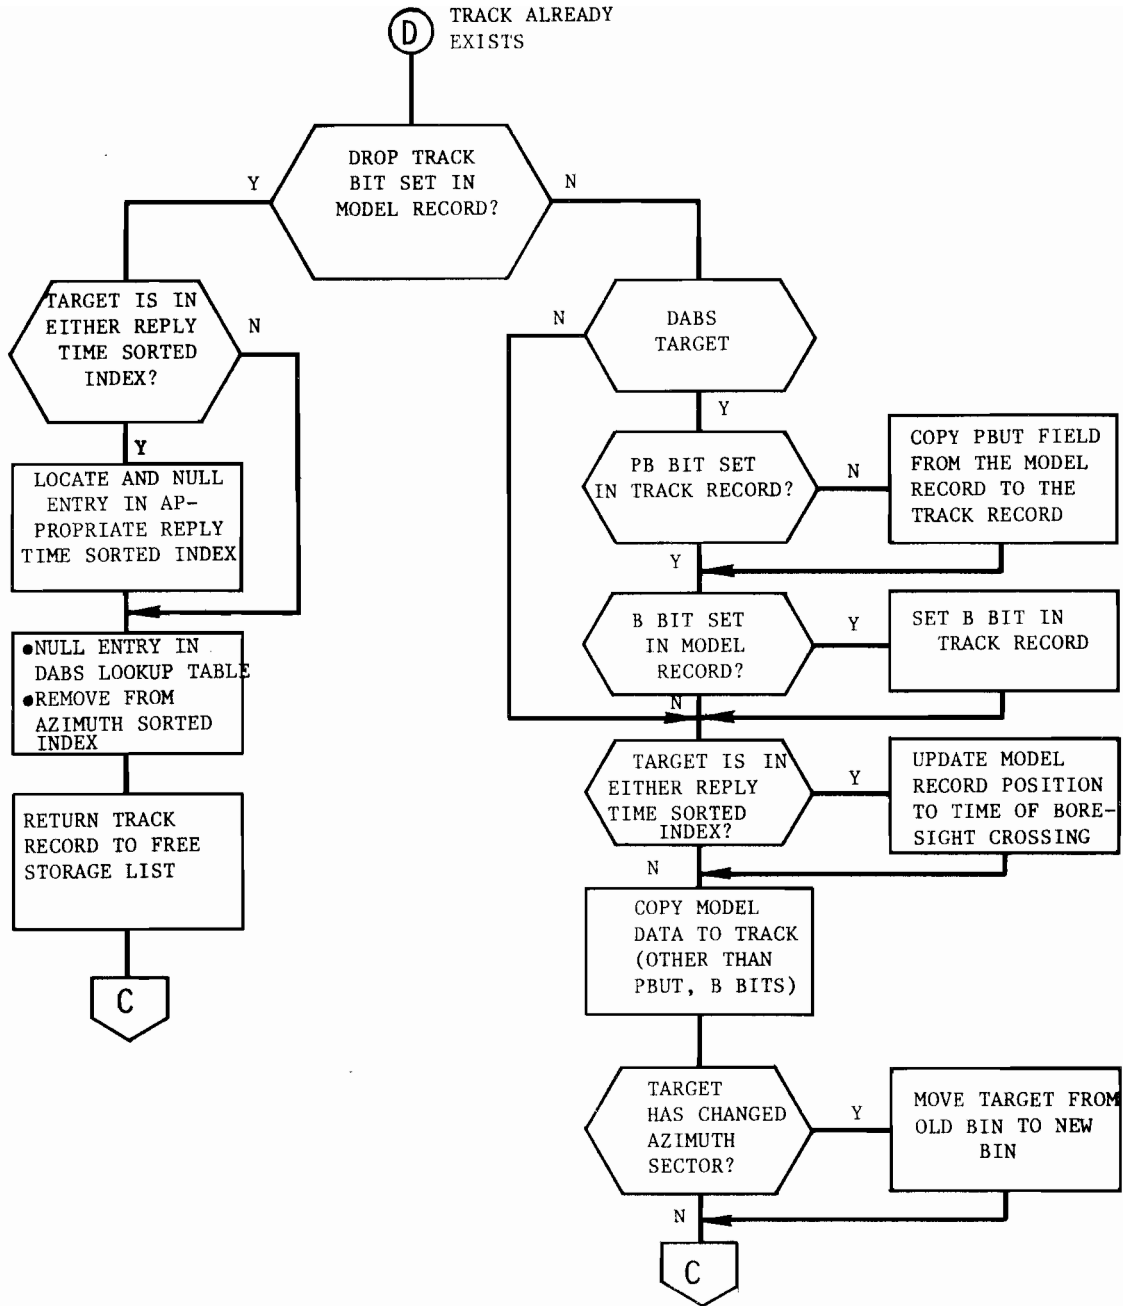 D
TRACK ALREADY
EXISTS
DROP TRACK
BIT SET IN
MODEL RECORD?
Y
N
TARGET IS IN
EITHER REPLY
TIME SORTED
INDEX?
N
Y
LOCATE AND NULL
ENTRY IN AP-
PROPRIATE REPLY
TIME SORTED INDEX
●NULL ENTRY IN
DABS LOOKUP TABLE
●REMOVE FROM
AZIMUTH SORTED
INDEX
RETURN TRACK
RECORD TO FREE
STORAGE LIST
C
DABS
TARGET
N
Y
PB BIT SET
IN TRACK RECORD?
N
COPY PBUT FIELD
FROM THE MODEL
RECORD TO THE
TRACK RECORD
Y
B BIT SET
IN MODEL
RECORD?
Y
SET B BIT IN
TRACK RECORD
N
TARGET IS IN
EITHER REPLY
TIME SORTED
INDEX?
Y
UPDATE MODEL
RECORD POSITION
TO TIME OF BORE-
SIGHT CROSSING
N
COPY MODEL
DATA TO TRACK
(OTHER THAN
PBUT, B BITS)
TARGET
HAS CHANGED
AZIMUTH
SECTOR?
Y
MOVE TARGET FROM
OLD BIN TO NEW
BIN
N
C